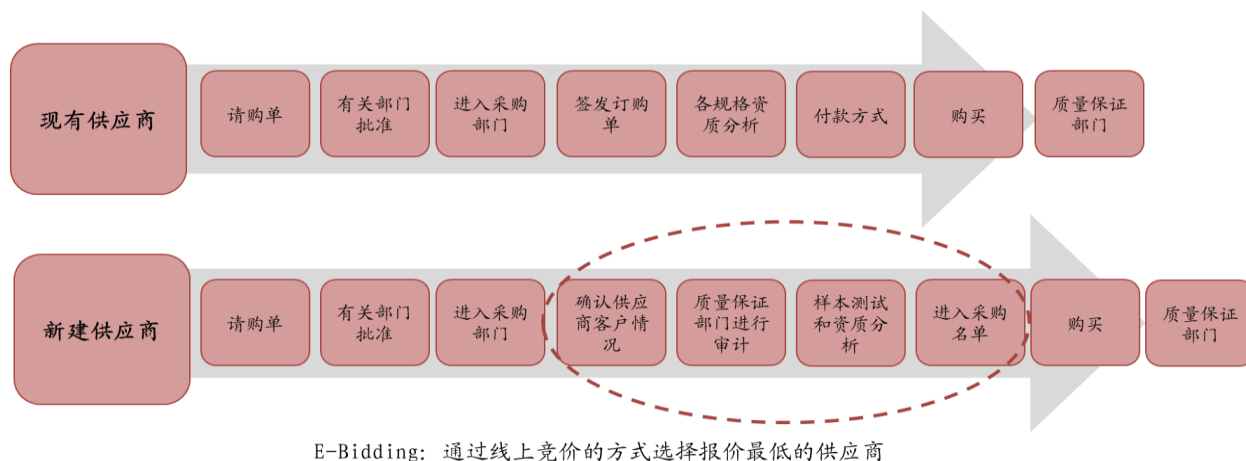 现有供应商
请购单
有关部门
批准
进入采购
部门
签发订购
单
各规格资
质分析
付款方式
购买
质量保证
部门
新建供应商
请购单
有关部门
批准
进入采购
部门
确认供应
商客户情
况
质量保证
部门进行
审计
样本测试
和资质分
析
进入采购
名单
购买
质量保证
部门
E-Bidding: 通过线上竞价的方式选择报价最低的供应商